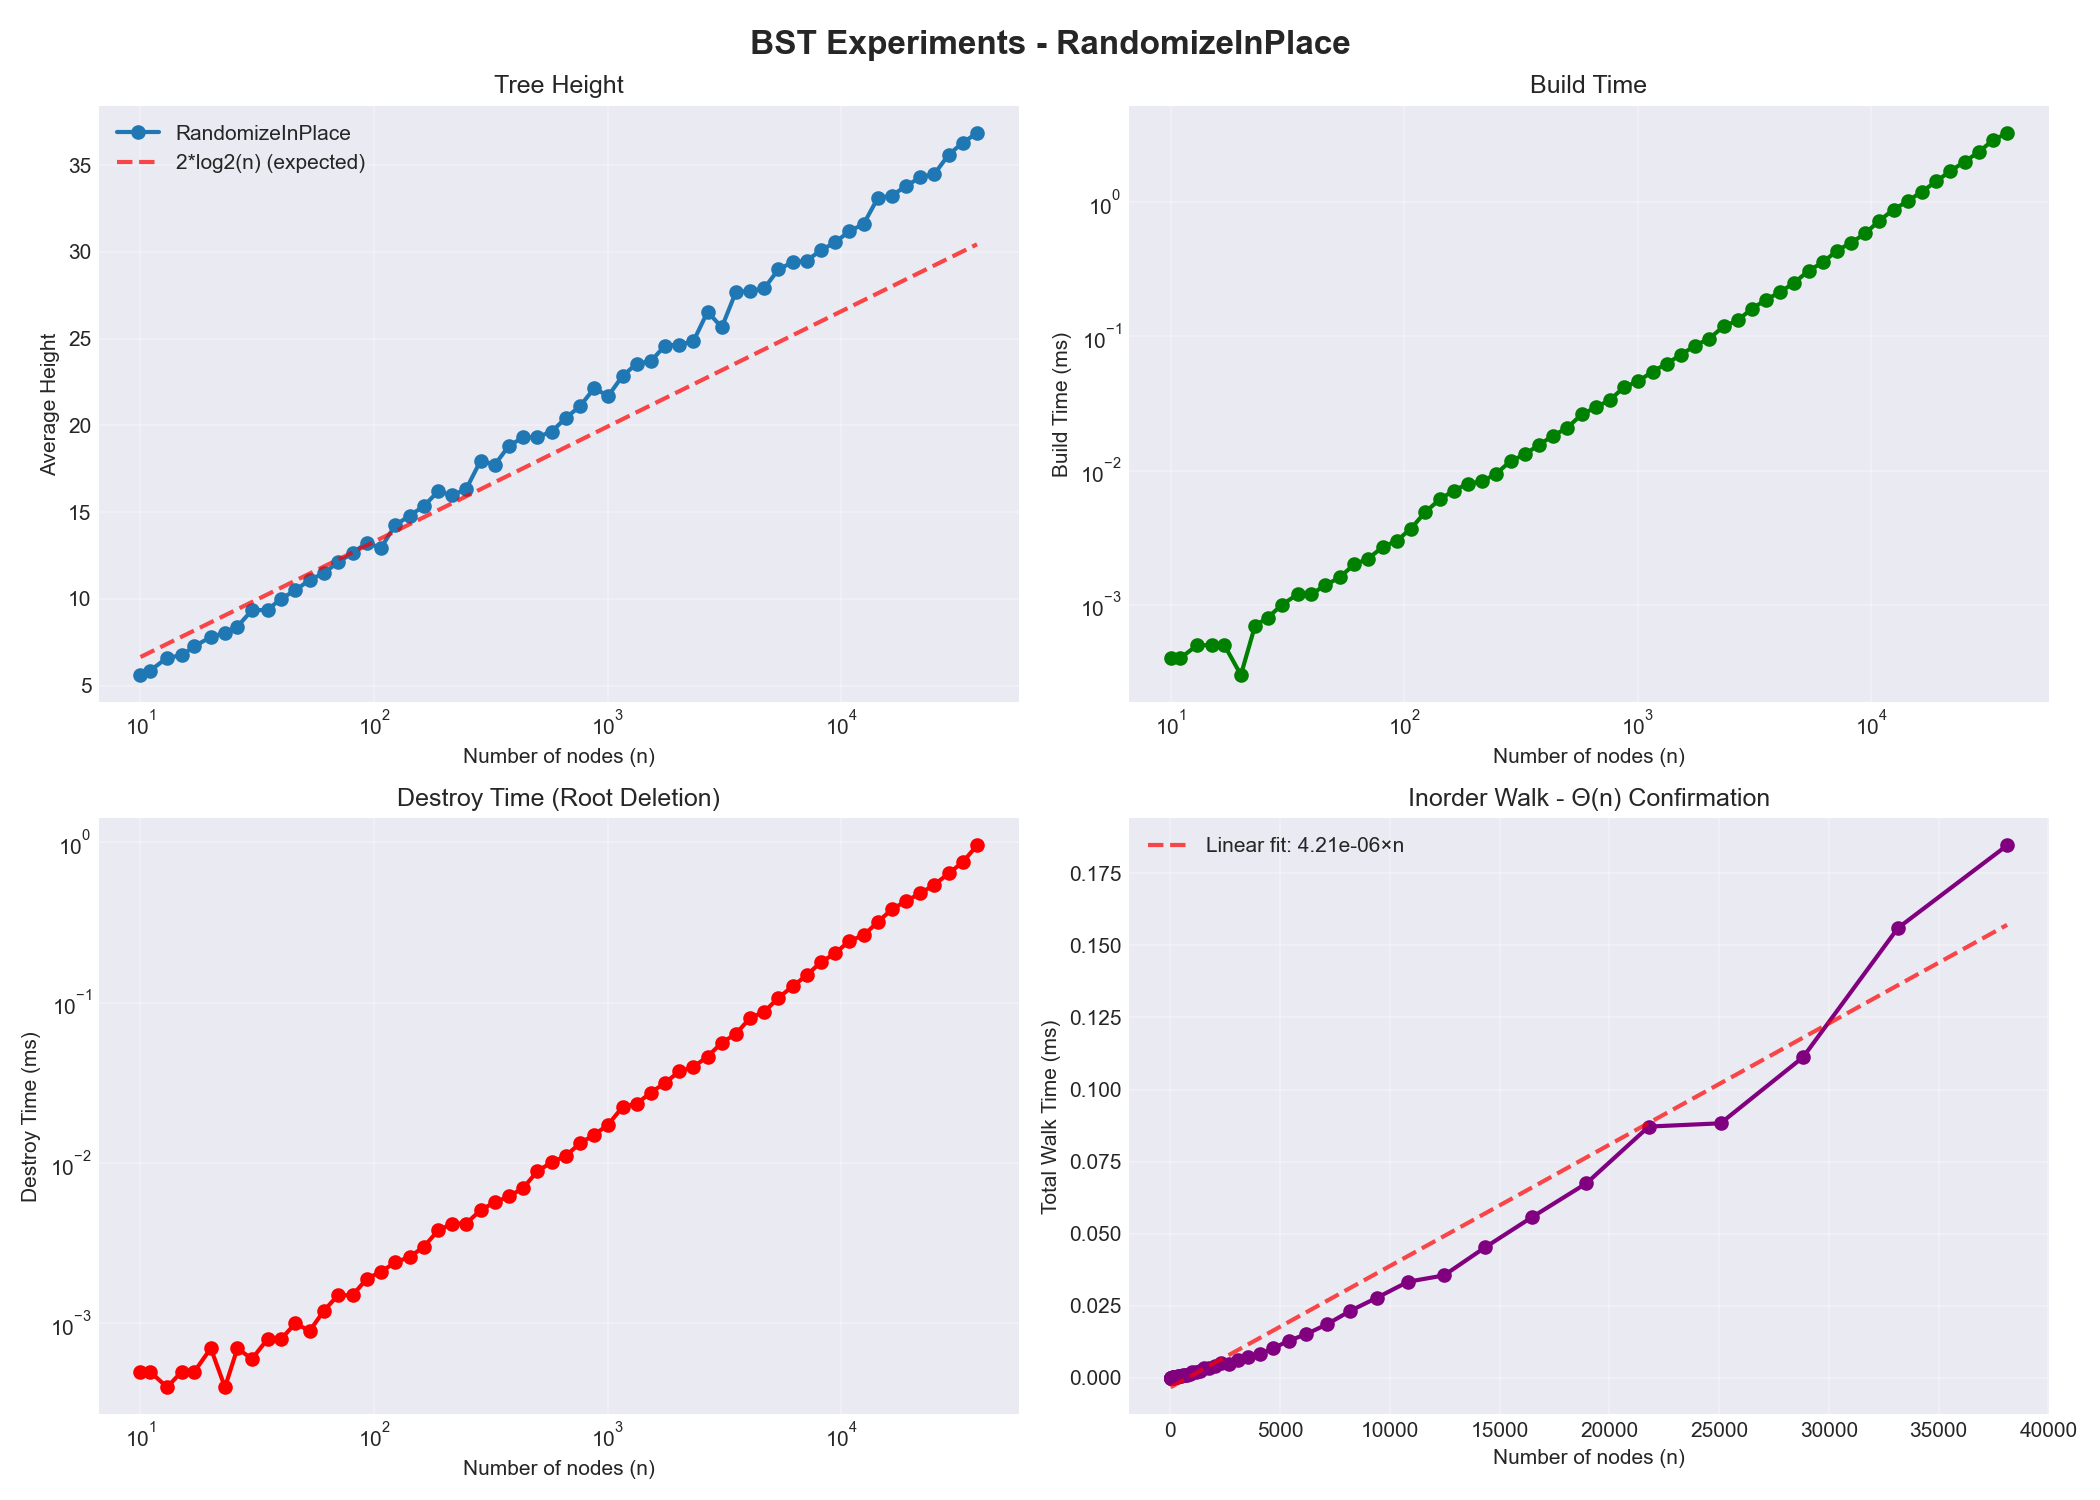 BST Experiments - RandomizeInPlace
Tree Height
RandomizeInPlace
2*log2(n) (expected)
Average Height
35
30
25
20
15
10
5
10^1 10^2 10^3 10^4
Number of nodes (n)
Build Time
Build Time (ms)
10^0
10^−1
10^−2
10^−3
10^1 10^2 10^3 10^4
Number of nodes (n)
Destroy Time (Root Deletion)
Destroy Time (ms)
10^0
10^−1
10^−2
10^−3
10^1 10^2 10^3 10^4
Number of nodes (n)
Inorder Walk - Θ(n) Confirmation
Linear fit: 4.21e-06×n
Total Walk Time (ms)
0.175
0.150
0.125
0.100
0.075
0.050
0.025
0.000
0 5000 10000 15000 20000 25000 30000 35000 40000
Number of nodes (n)